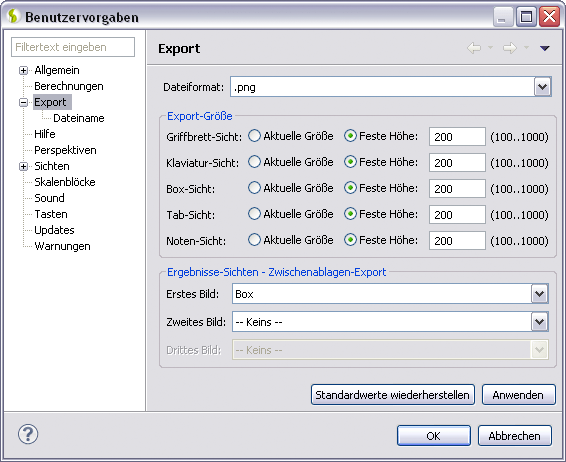 Benutzervorgaben
Filtertext eingeben
Allgemein
Berechnungen
Export
Dateiname
Hilfe
Perspektiven
Sichten
Skalenblöcke
Sound
Tasten
Updates
Warnungen
Export
Dateiformat: .png
Export-Größe
Griffbrett-Sicht: Aktuelle Größe Feste Höhe: 200 (100..1000)
Klaviatur-Sicht: Aktuelle Größe Feste Höhe: 200 (100..1000)
Box-Sicht: Aktuelle Größe Feste Höhe: 200 (100..1000)
Tab-Sicht: Aktuelle Größe Feste Höhe: 200 (100..1000)
Noten-Sicht: Aktuelle Größe Feste Höhe: 200 (100..1000)
Ergebnisse-Sichten - Zwischenablagen-Export
Erstes Bild: Box
Zweites Bild: -- Keins --
Drittes Bild: -- Keins --
Standardwerte wiederherstellen Anwenden
OK Abbrechen